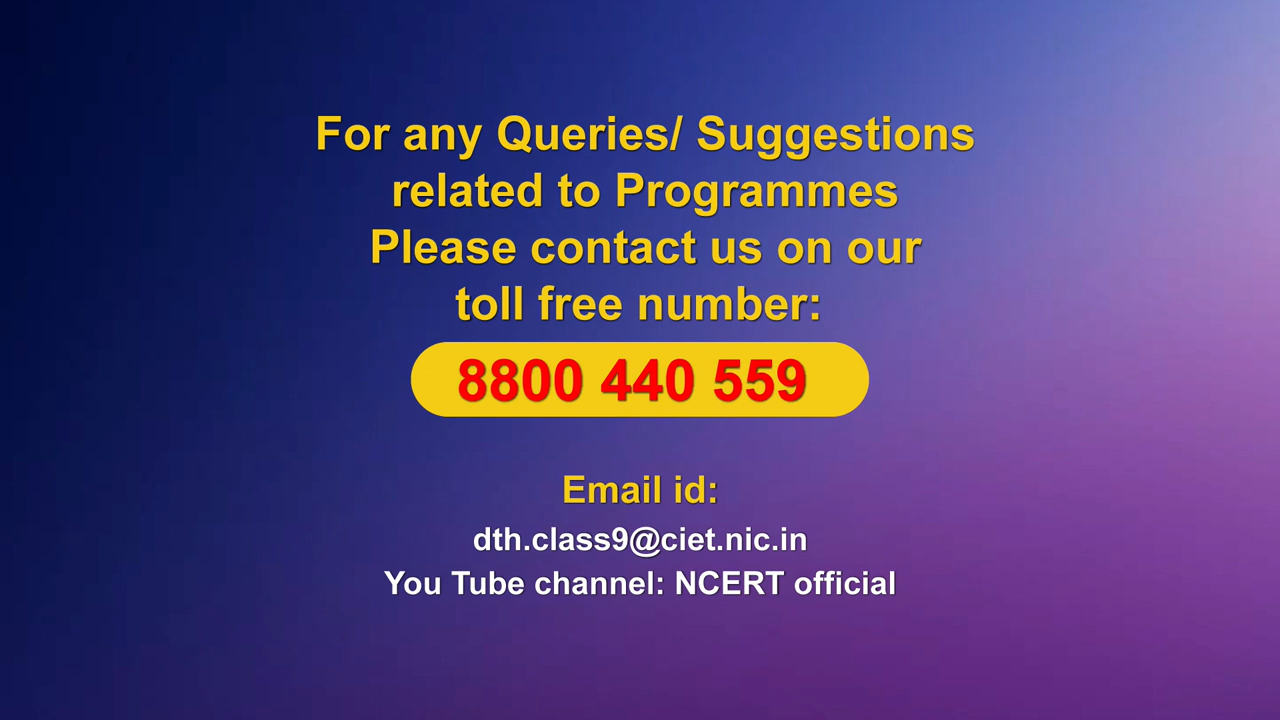 For any Queries/ Suggestions
related to Programmes
Please contact us on our
toll free number:
8800 440 559
Email id:
dth.class9@ciet.nic.in
You Tube channel: NCERT official